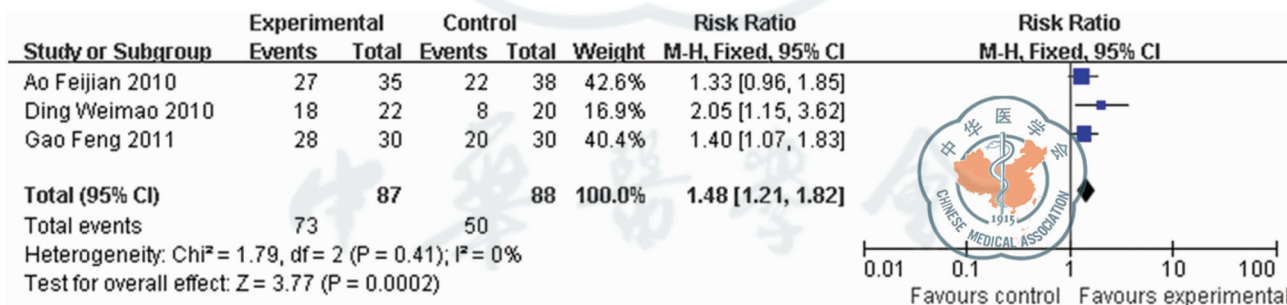 Experimental Control Risk Ratio Risk Ratio
Study or Subgroup Events Total Events Total Weight M-H, Fixed, 95% CI M-H, Fixed, 95% CI
Ao Feijian 2010 27 35 22 38 42.6% 1.33 [0.96, 1.85]
Ding Weimao 2010 18 22 8 20 16.9% 2.05 [1.15, 3.62]
Gao Feng 2011 28 30 20 30 40.4% 1.40 [1.07, 1.83]
Total (95% CI) 87 88 100.0% 1.48 [1.21, 1.82]
Total events 73 50
Heterogeneity: Chi² = 1.79, df = 2 (P = 0.41); I² = 0%
Test for overall effect: Z = 3.77 (P = 0.0002)
0.01 0.1 1 10 100
Favours control Favours experimental
中华医学会
CHINESE MEDICAL ASSOCIATION
1915
中華醫學會